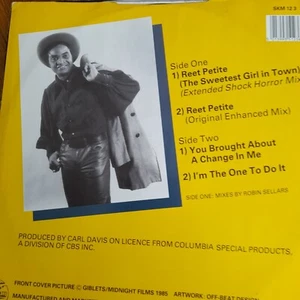 SKM 12 3
Side One
1) Reet Petite
(The Sweetest Girl in Town)
(Extended Shock Horror Mix
2) Reet Petite
(Original Enhanced Mix)
Side Two
1) You Brought About
A Change In Me
2) I'm The One To Do It
SIDE ONE: MIXES BY ROBIN SELLARS
PRODUCED BY CARL DAVIS ON LICENCE FROM COLUMBIA SPECIAL PRODUCTS,
A DIVISION OF CBS INC.
FRONT COVER PICTURE © GIBLETS/MIDNIGHT FILMS 1985 ARTWORK: OFF-BEAT DESIGN
MANUFACTURED AND